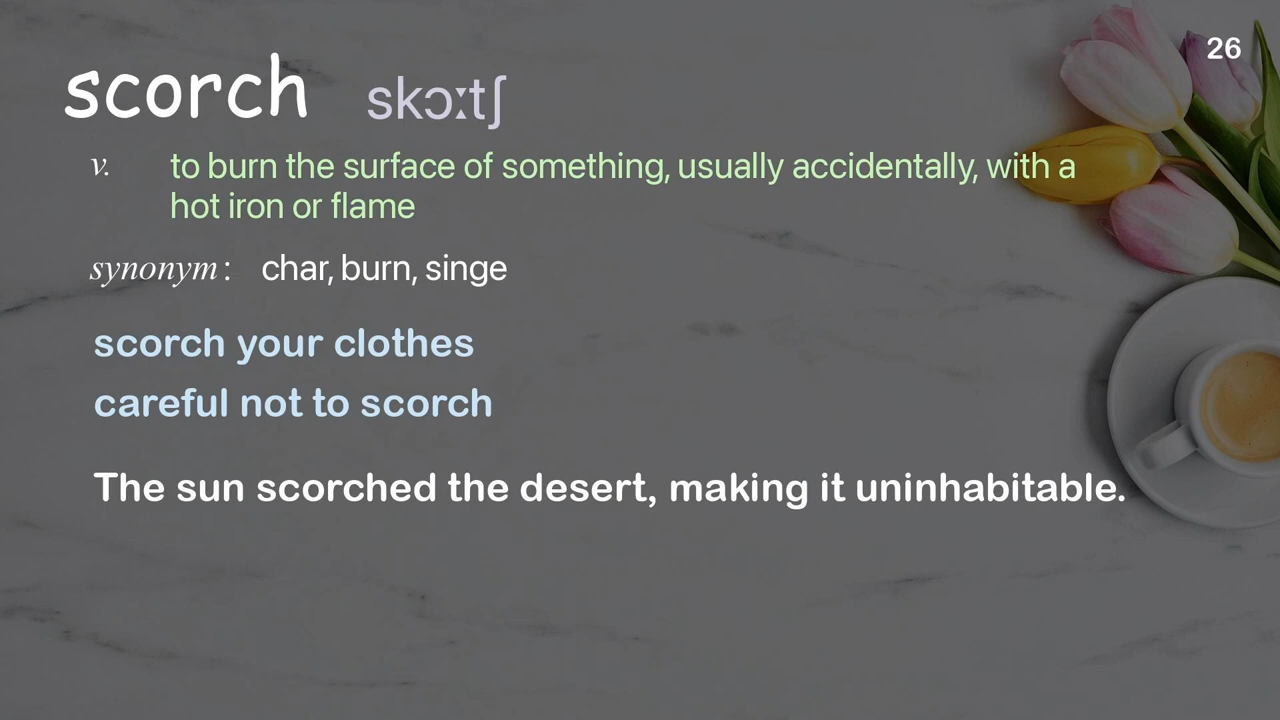 26
scorch skɔːtʃ
v. to burn the surface of something, usually accidentally, with a
hot iron or flame
synonym: char, burn, singe
scorch your clothes
careful not to scorch
The sun scorched the desert, making it uninhabitable.